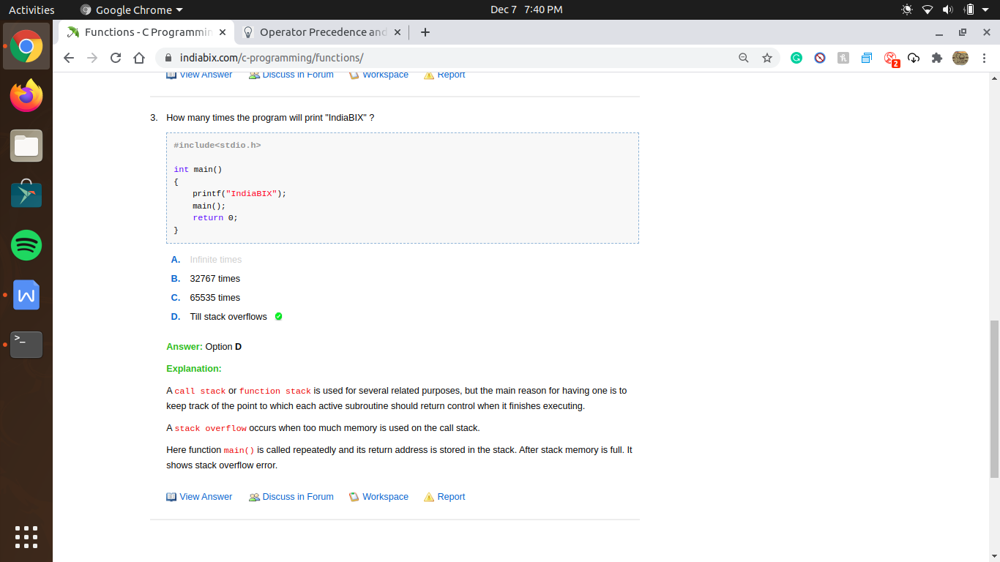 Activities Google Chrome Dec 7 7:40 PM
Functions - C Programmin Operator Precedence and
indiabix.com/c-programming/functions/ 2
View Answer Discuss in Forum Workspace Report
3. How many times the program will print "IndiaBIX" ?
#include<stdio.h>
int main()
{
printf("IndiaBIX");
main();
return 0;
}
A. Infinite times
B. 32767 times
C. 65535 times
D. Till stack overflows
Answer: Option D
Explanation:
A call stack or function stack is used for several related purposes, but the main reason for having one is to
keep track of the point to which each active subroutine should return control when it finishes executing.
A stack overflow occurs when too much memory is used on the call stack.
Here function main() is called repeatedly and its return address is stored in the stack. After stack memory is full. It
shows stack overflow error.
View Answer Discuss in Forum Workspace Report